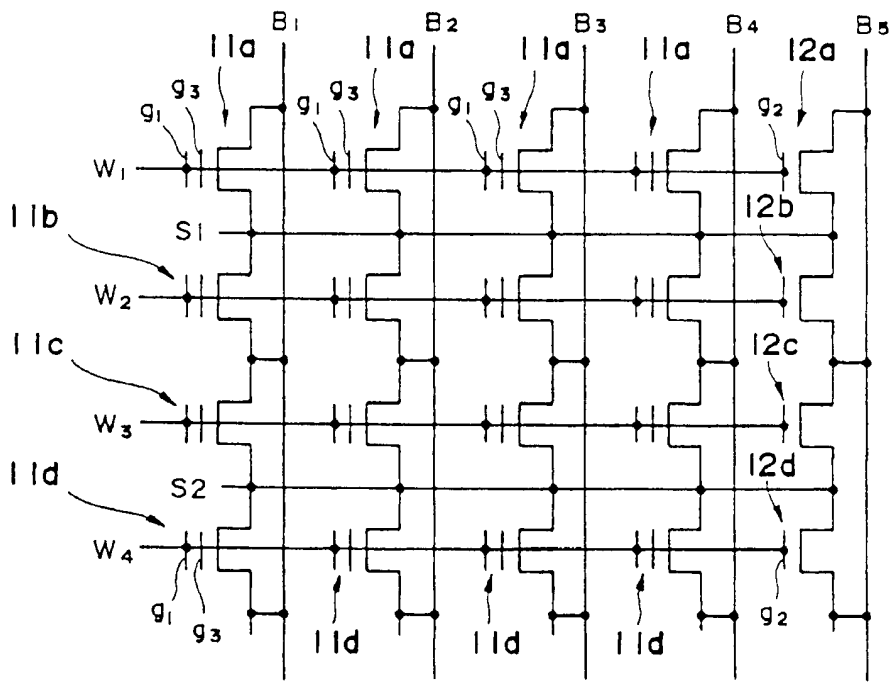 B1 B2 B3 B4 B5
11a 11a 11a 11a 12a
g3 g3 g3
g1 g1 g1 g2
W1
11b S1 12b
W2
11c 12c
W3
11d S2 12d
W4
g1 g3 g2
11d 11d 11d